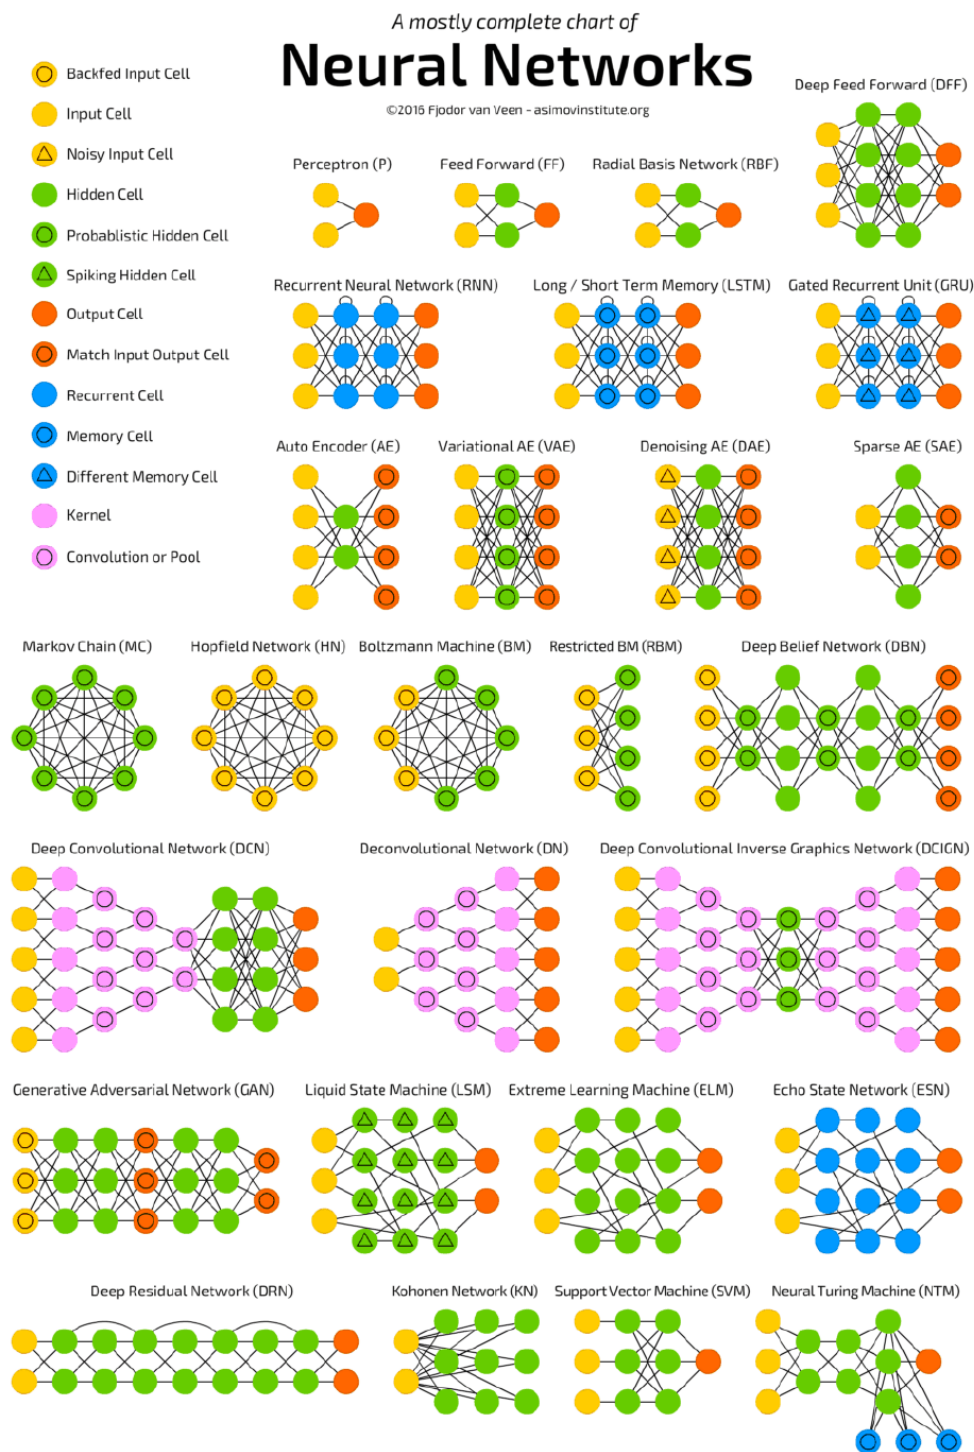 A mostly complete chart of
Neural Networks
©2016 Fjodor van Veen - asimovinstitute.org
Backfed Input Cell
Input Cell
Noisy Input Cell
Hidden Cell
Probablistic Hidden Cell
Spiking Hidden Cell
Output Cell
Match Input Output Cell
Recurrent Cell
Memory Cell
Different Memory Cell
Kernel
Convolution or Pool
Deep Feed Forward (DFF)
Perceptron (P)
Feed Forward (FF)
Radial Basis Network (RBF)
Recurrent Neural Network (RNN)
Long / Short Term Memory (LSTM)
Gated Recurrent Unit (GRU)
Auto Encoder (AE)
Variational AE (VAE)
Denoising AE (DAE)
Sparse AE (SAE)
Markov Chain (MC)
Hopfield Network (HN)
Boltzmann Machine (BM)
Restricted BM (RBM)
Deep Belief Network (DBN)
Deep Convolutional Network (DCN)
Deconvolutional Network (DN)
Deep Convolutional Inverse Graphics Network (DCIGN)
Generative Adversarial Network (GAN)
Liquid State Machine (LSM)
Extreme Learning Machine (ELM)
Echo State Network (ESN)
Deep Residual Network (DRN)
Kohonen Network (KN)
Support Vector Machine (SVM)
Neural Turing Machine (NTM)